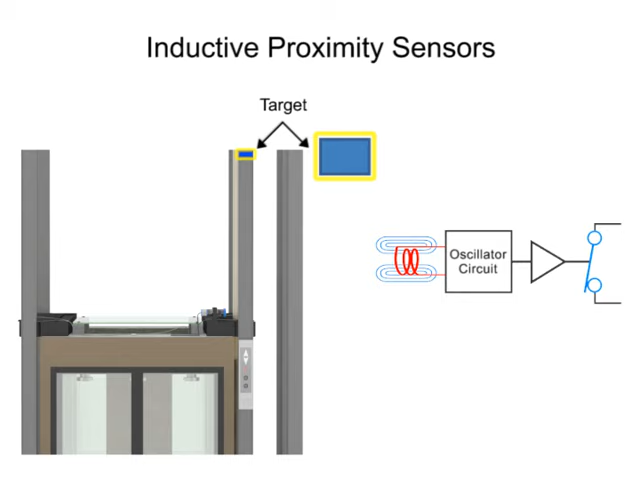 Inductive Proximity Sensors
Target
Oscillator
Circuit